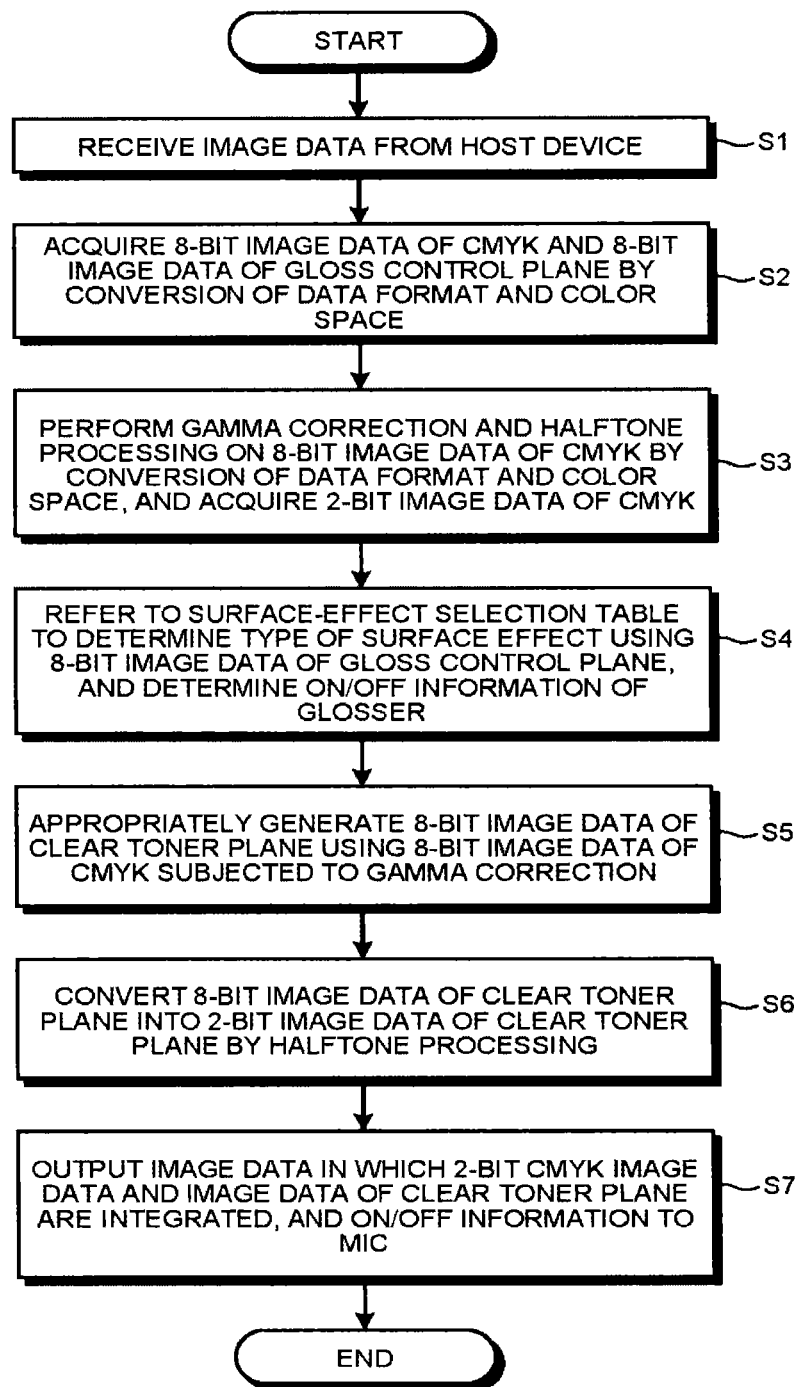 START
RECEIVE IMAGE DATA FROM HOST DEVICE
S1
ACQUIRE 8-BIT IMAGE DATA OF CMYK AND 8-BIT
IMAGE DATA OF GLOSS CONTROL PLANE BY
CONVERSION OF DATA FORMAT AND COLOR
SPACE
S2
PERFORM GAMMA CORRECTION AND HALFTONE
PROCESSING ON 8-BIT IMAGE DATA OF CMYK BY
CONVERSION OF DATA FORMAT AND COLOR
SPACE, AND ACQUIRE 2-BIT IMAGE DATA OF CMYK
S3
REFER TO SURFACE-EFFECT SELECTION TABLE
TO DETERMINE TYPE OF SURFACE EFFECT USING
8-BIT IMAGE DATA OF GLOSS CONTROL PLANE,
AND DETERMINE ON/OFF INFORMATION OF
GLOSSER
S4
APPROPRIATELY GENERATE 8-BIT IMAGE DATA OF
CLEAR TONER PLANE USING 8-BIT IMAGE DATA OF
CMYK SUBJECTED TO GAMMA CORRECTION
S5
CONVERT 8-BIT IMAGE DATA OF CLEAR TONER
PLANE INTO 2-BIT IMAGE DATA OF CLEAR TONER
PLANE BY HALFTONE PROCESSING
S6
OUTPUT IMAGE DATA IN WHICH 2-BIT CMYK IMAGE
DATA AND IMAGE DATA OF CLEAR TONER PLANE
ARE INTEGRATED, AND ON/OFF INFORMATION TO
MIC
S7
END